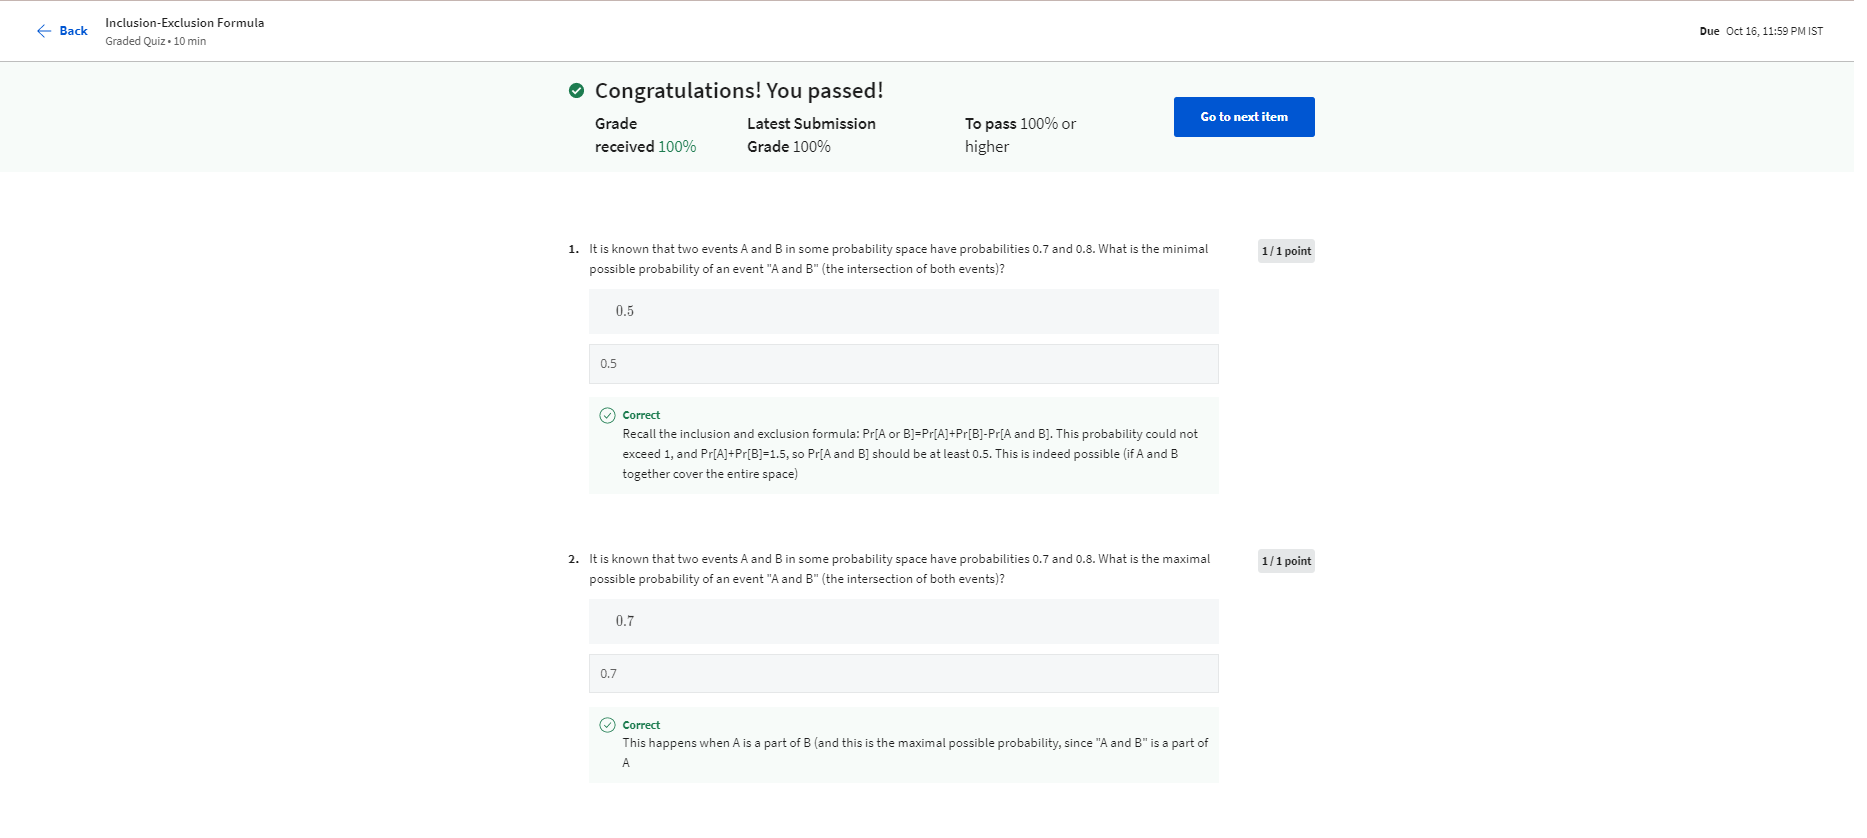 Back
Inclusion-Exclusion Formula
Graded Quiz • 10 min
Due Oct 16, 11:59 PM IST
Congratulations! You passed!
Grade
received 100%
Latest Submission
Grade 100%
To pass 100% or
higher
Go to next item
1. It is known that two events A and B in some probability space have probabilities 0.7 and 0.8. What is the minimal
possible probability of an event "A and B" (the intersection of both events)?
1 / 1 point
0.5
0.5
Correct
Recall the inclusion and exclusion formula: Pr[A or B]=Pr[A]+Pr[B]-Pr[A and B]. This probability could not
exceed 1, and Pr[A]+Pr[B]=1.5, so Pr[A and B] should be at least 0.5. This is indeed possible (if A and B
together cover the entire space)
2. It is known that two events A and B in some probability space have probabilities 0.7 and 0.8. What is the maximal
possible probability of an event "A and B" (the intersection of both events)?
1 / 1 point
0.7
0.7
Correct
This happens when A is a part of B (and this is the maximal possible probability, since "A and B" is a part of
A